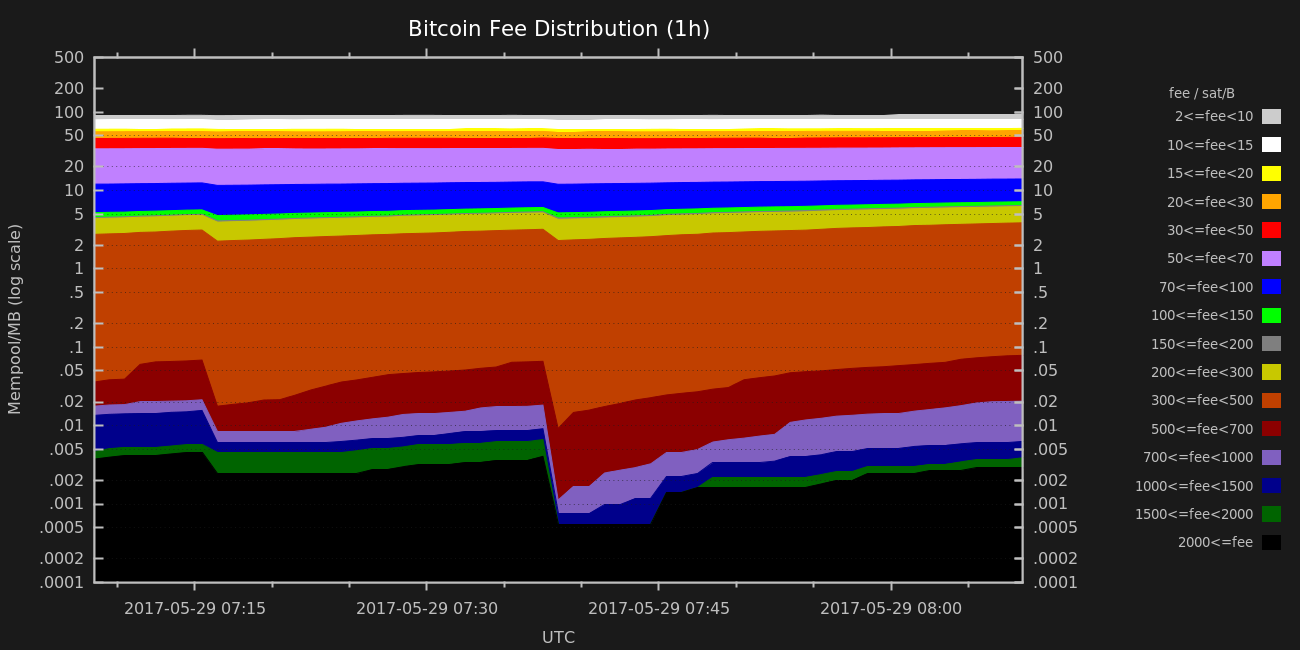 Bitcoin Fee Distribution (1h)
500
200
100
50
20
10
5
2
1
.5
.2
.1
.05
.02
.01
.005
.002
.001
.0005
.0002
.0001
Mempool/MB (log scale)
500
200
100
50
20
10
5
2
1
.5
.2
.1
.05
.02
.01
.005
.002
.001
.0005
.0002
.0001
2017-05-29 07:15 2017-05-29 07:30 2017-05-29 07:45 2017-05-29 08:00
UTC
fee / sat/B
2<=fee<10
10<=fee<15
15<=fee<20
20<=fee<30
30<=fee<50
50<=fee<70
70<=fee<100
100<=fee<150
150<=fee<200
200<=fee<300
300<=fee<500
500<=fee<700
700<=fee<1000
1000<=fee<1500
1500<=fee<2000
2000<=fee